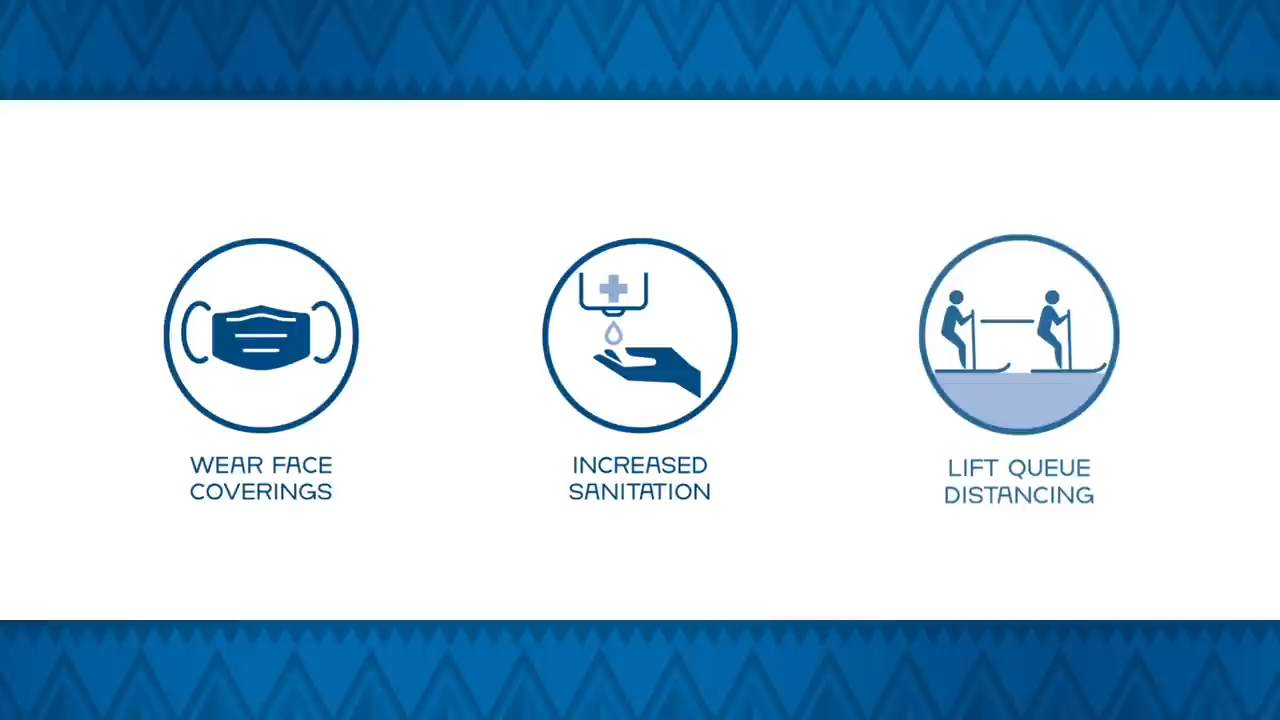 WEAR FACE
COVERINGS
INCREASED
SANITATION
LIFT QUEUE
DISTANCING